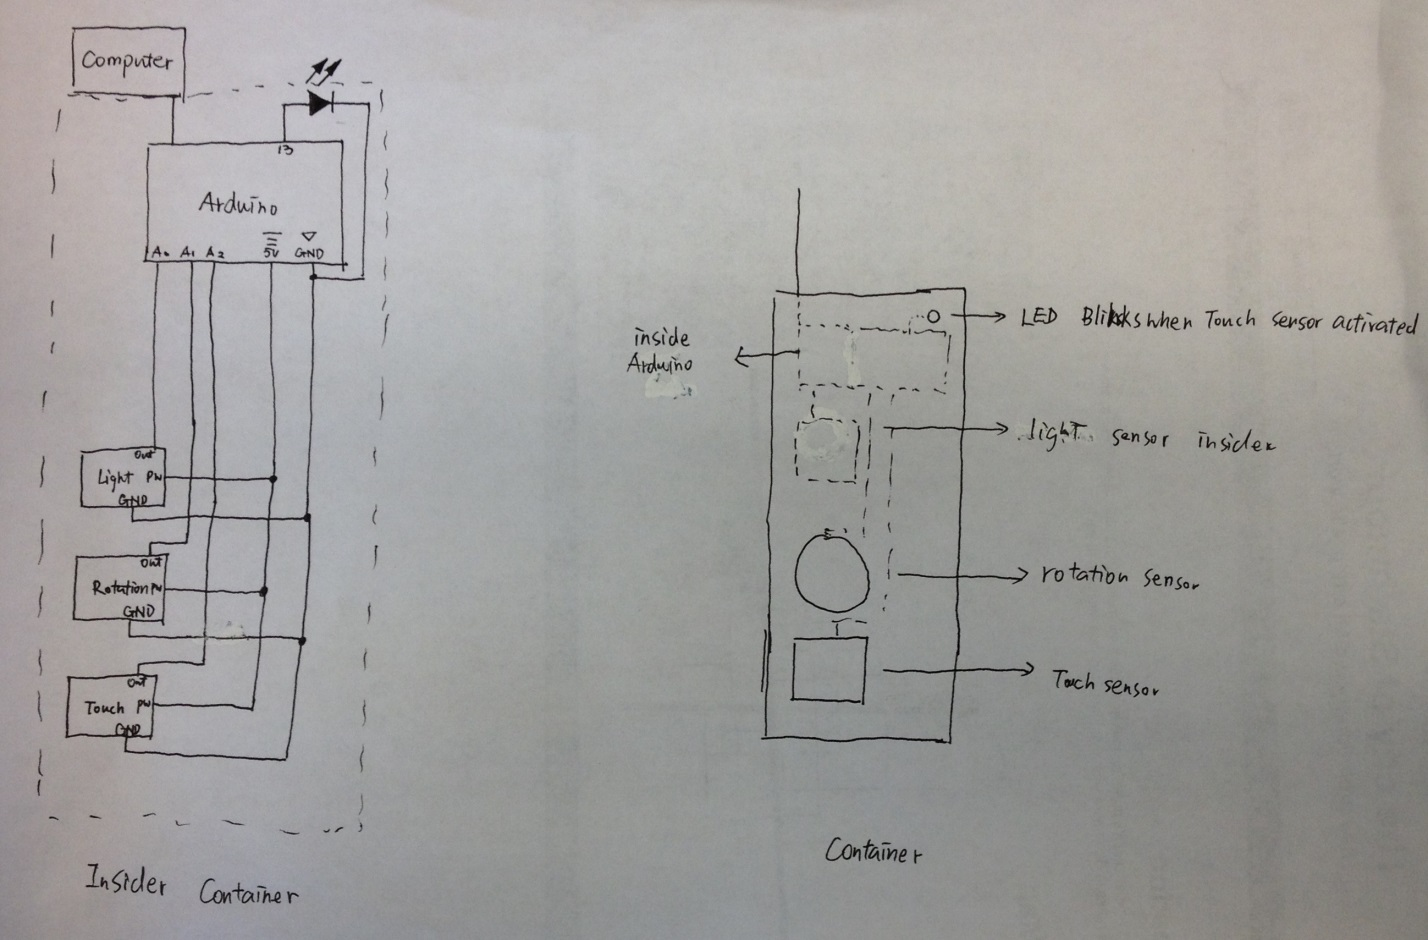 Computer
13
Arduino
A0 A1 A2 5V GND
Out
Light PW
GND
Out
Rotation PW
GND
Out
Touch PW
GND
Insider Container
inside
Arduino
LED Blinks when Touch sensor activated
light sensor insider
rotation sensor
Touch sensor
Container